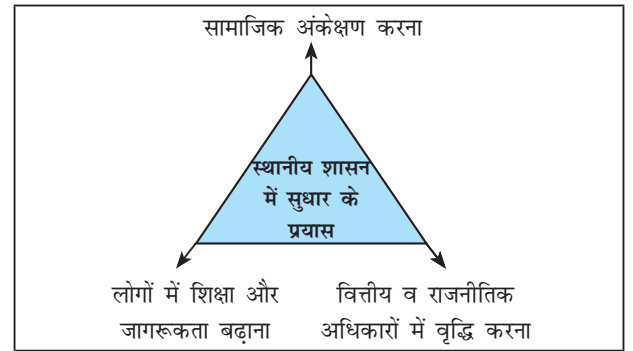 सामाजिक अंकेक्षण करना
स्थानीय शासन
में सुधार के
प्रयास
लोगों में शिक्षा और
जागरूकता बढ़ाना
वित्तीय व राजनीतिक
अधिकारों में वृद्धि करना